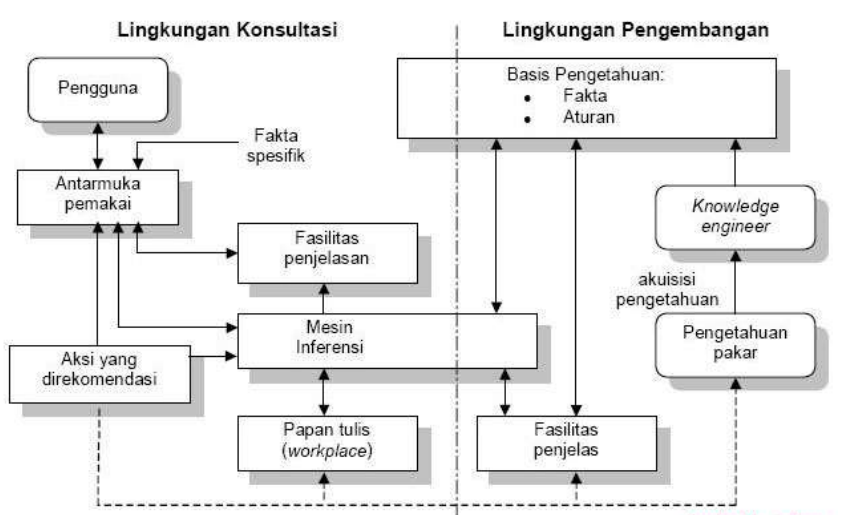 Lingkungan Konsultasi
Lingkungan Pengembangan
Pengguna
Basis Pengetahuan:
• Fakta
• Aturan
Fakta
spesifik
Antarmuka
pemakai
Knowledge
engineer
Fasilitas
penjelasan
akuisisi
pengetahuan
Mesin
Inferensi
Pengetahuan
pakar
Aksi yang
direkomendasi
Papan tulis
(workplace)
Fasilitas
penjelas